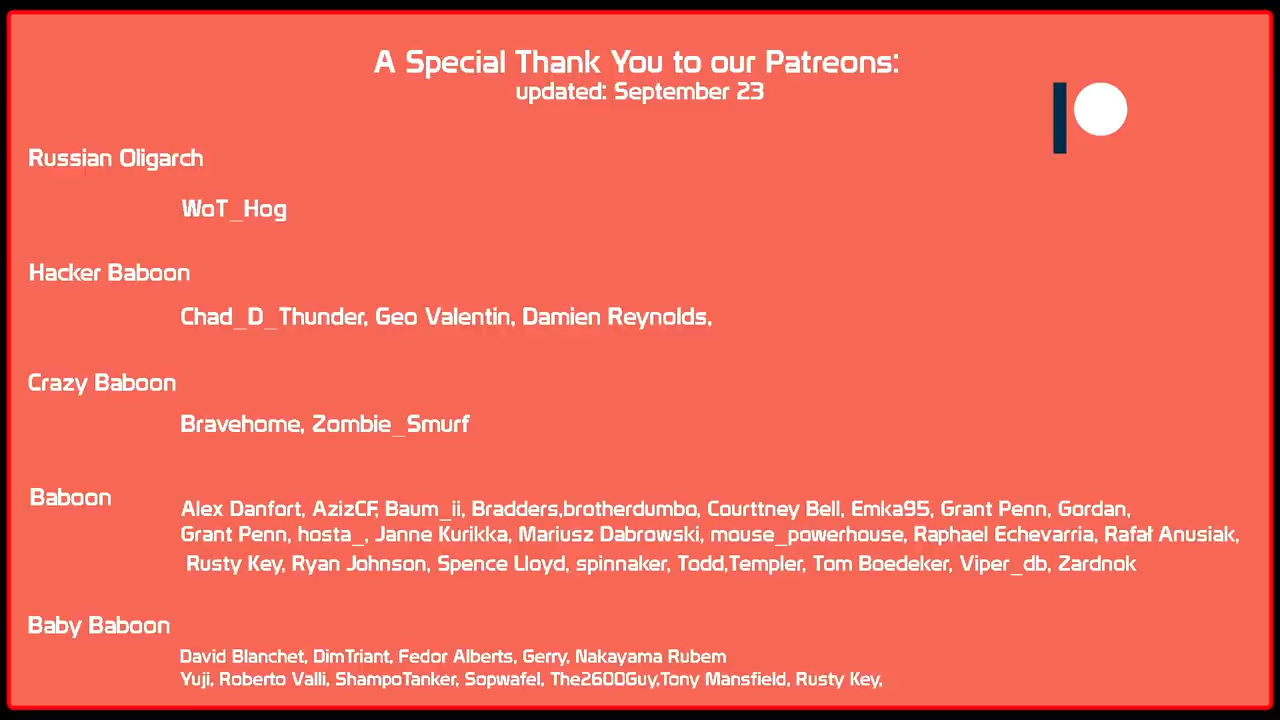 A Special Thank You to our Patreons:
updated: September 23
Russian Oligarch
WoT_Hog
Hacker Baboon
Chad_D_Thunder, Geo Valentin, Damien Reynolds,
Crazy Baboon
Bravehome, Zombie_Smurf
Baboon
Alex Danfort, AzizCF, Baum_ii, Bradders,brotherdumbo, Courttney Bell, Emka95, Grant Penn, Gordan,
Grant Penn, hosta_, Janne Kurikka, Mariusz Dabrowski, mouse_powerhouse, Raphael Echevarria, Rafał Anusiak,
Rusty Key, Ryan Johnson, Spence Lloyd, spinnaker, Todd,Templer, Tom Boedeker, Viper_db, Zardnok
Baby Baboon
David Blanchet, DimTriant, Fedor Alberts, Gerry, Nakayama Rubem
Yuji, Roberto Valli, ShampoTanker, Sopwafel, The2600Guy,Tony Mansfield, Rusty Key,